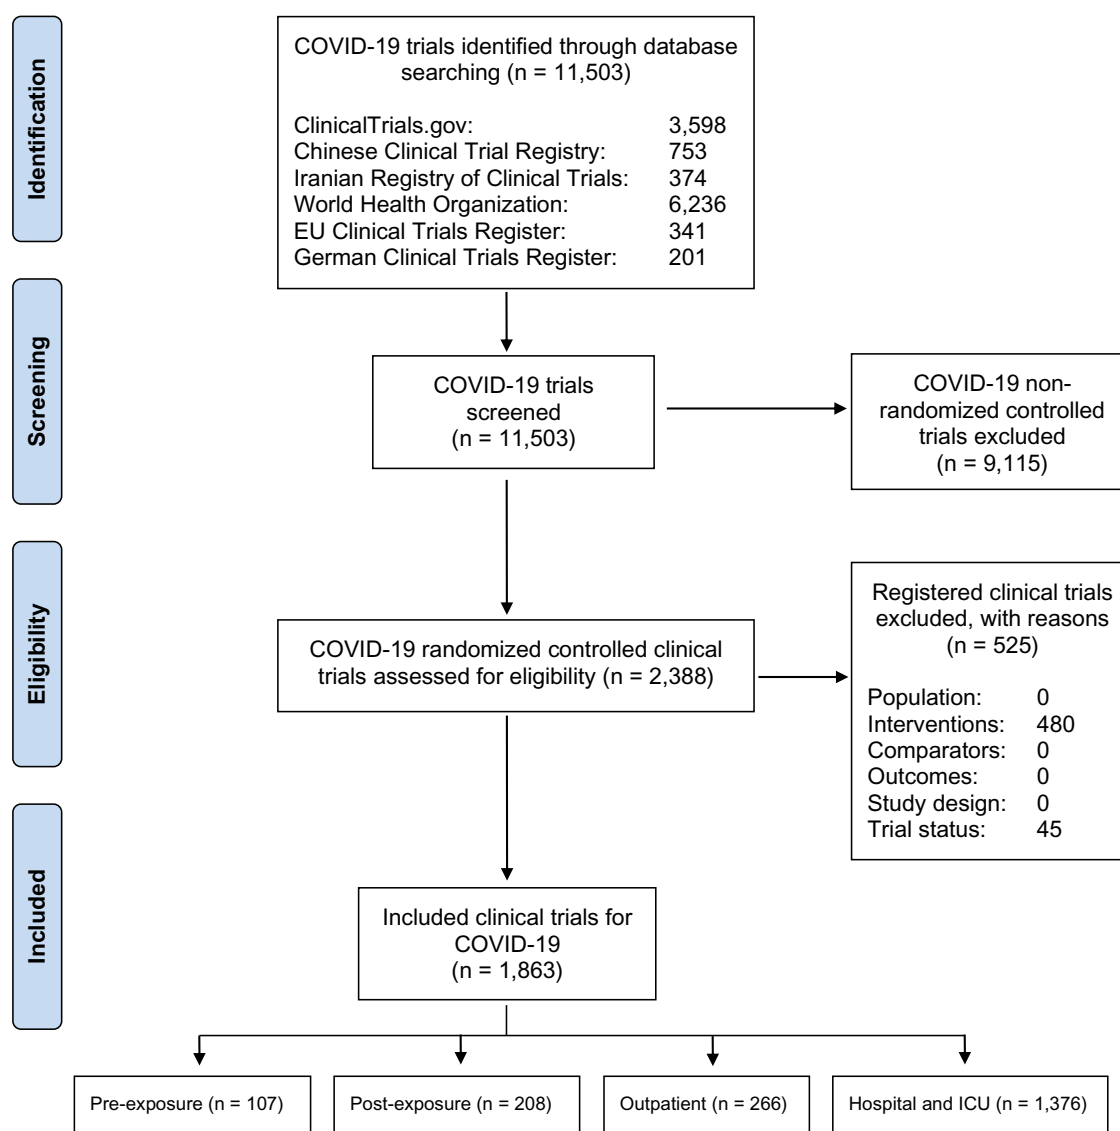 Identification
COVID-19 trials identified through database
searching (n = 11,503)
ClinicalTrials.gov: 3,598
Chinese Clinical Trial Registry: 753
Iranian Registry of Clinical Trials: 374
World Health Organization: 6,236
EU Clinical Trials Register: 341
German Clinical Trials Register: 201
Screening
COVID-19 trials
screened
(n = 11,503)
COVID-19 non-
randomized controlled
trials excluded
(n = 9,115)
Eligibility
COVID-19 randomized controlled clinical
trials assessed for eligibility (n = 2,388)
Registered clinical trials
excluded, with reasons
(n = 525)
Population: 0
Interventions: 480
Comparators: 0
Outcomes: 0
Study design: 0
Trial status: 45
Included
Included clinical trials for
COVID-19
(n = 1,863)
Pre-exposure (n = 107)
Post-exposure (n = 208)
Outpatient (n = 266)
Hospital and ICU (n = 1,376)